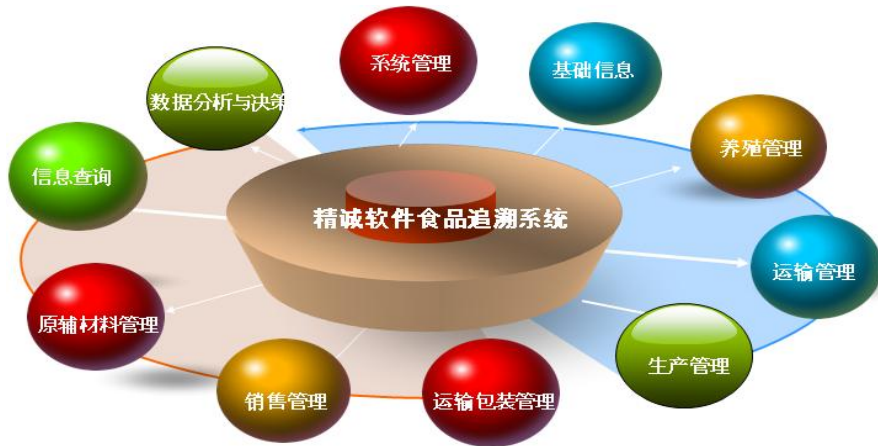 系统管理
基础信息
数据分析与决策
养殖管理
信息查询
精诚软件食品追溯系统
运输管理
原辅材料管理
生产管理
销售管理
运输包装管理